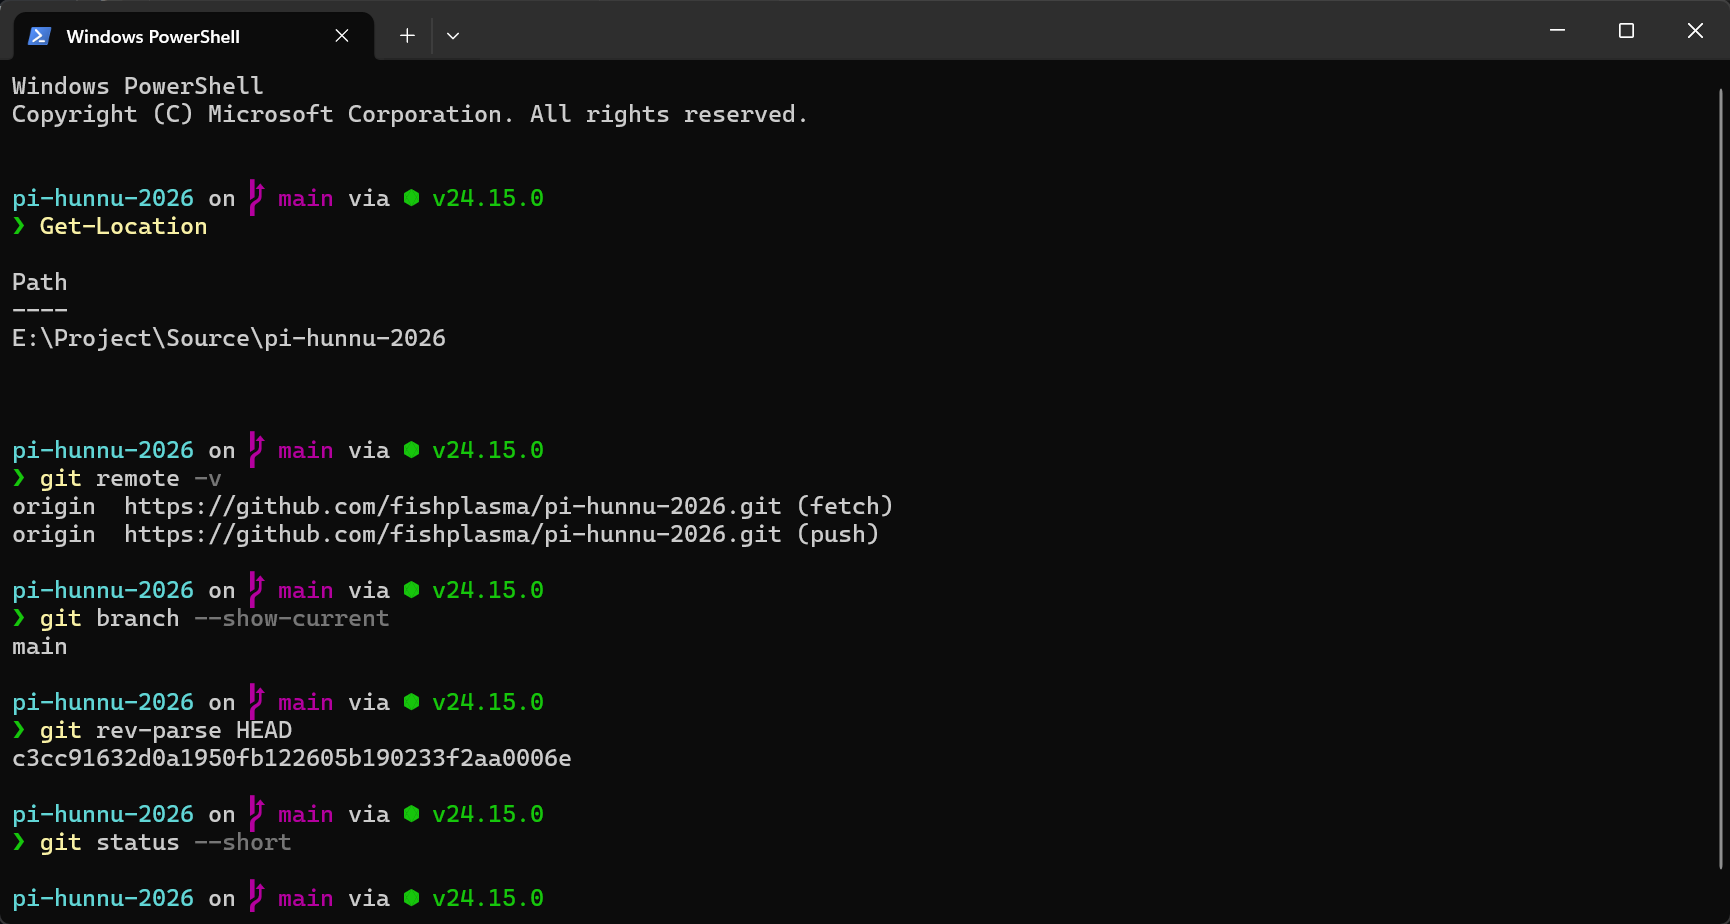 Windows PowerShell
Windows PowerShell
Copyright (C) Microsoft Corporation. All rights reserved.
pi-hunnu-2026 on main via v24.15.0
❯ Get-Location
Path
----
E:\Project\Source\pi-hunnu-2026
pi-hunnu-2026 on main via v24.15.0
❯ git remote -v
origin  https://github.com/fishplasma/pi-hunnu-2026.git (fetch)
origin  https://github.com/fishplasma/pi-hunnu-2026.git (push)
pi-hunnu-2026 on main via v24.15.0
❯ git branch --show-current
main
pi-hunnu-2026 on main via v24.15.0
❯ git rev-parse HEAD
c3cc91632d0a1950fb122605b190233f2aa0006e
pi-hunnu-2026 on main via v24.15.0
❯ git status --short
pi-hunnu-2026 on main via v24.15.0